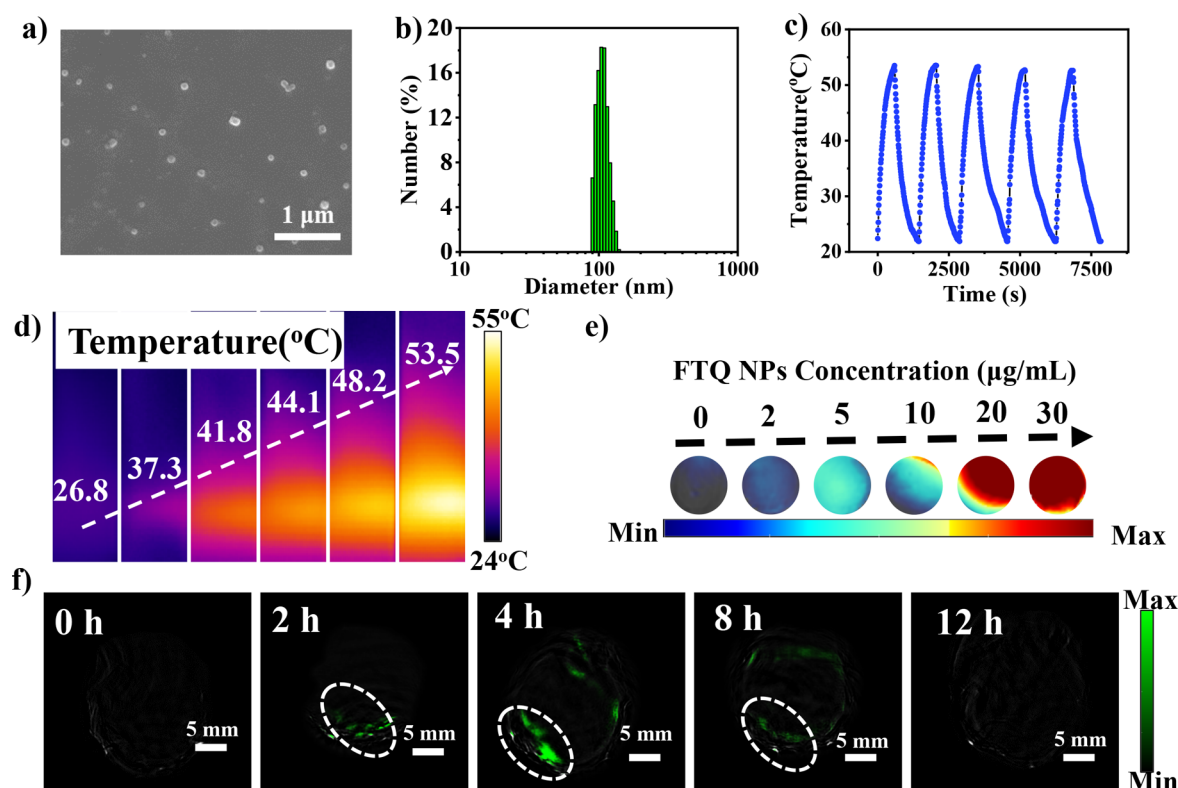 a)
1 μm
b)
Number (%)
20
16
12
8
4
0
10
100
1000
Diameter (nm)
c)
Temperature(°C)
60
50
40
30
20
0
2500
5000
7500
Time (s)
d)
Temperature(°C)
26.8
37.3
41.8
44.1
48.2
53.5
55°C
24°C
e)
FTQ NPs Concentration (μg/mL)
0 2 5 10 20 30
Min
Max
f)
0 h
5 mm
2 h
5 mm
4 h
5 mm
8 h
5 mm
12 h
5 mm
Max
Min